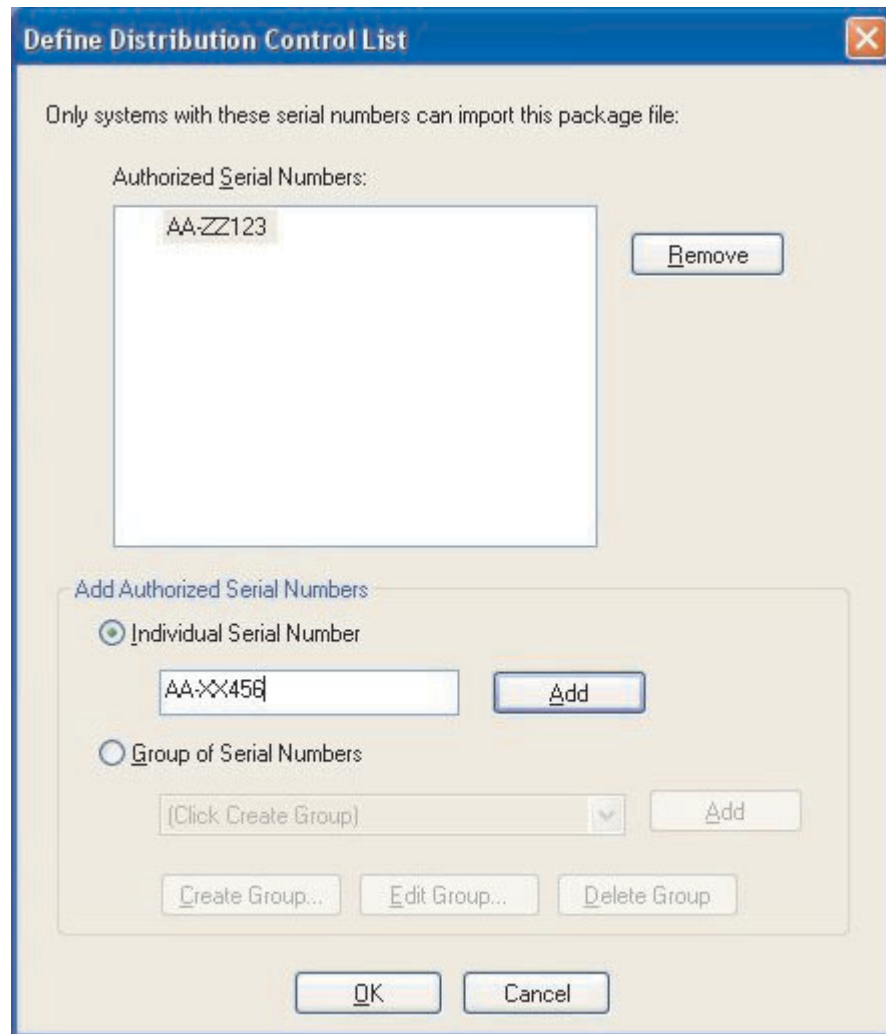 Define Distribution Control List
Only systems with these serial numbers can import this package file:
Authorized Serial Numbers:
AA-ZZ123
Remove
Add Authorized Serial Numbers
Individual Serial Number
AA-XX456
Add
Group of Serial Numbers
(Click Create Group)
Add
Create Group... Edit Group... Delete Group
OK Cancel